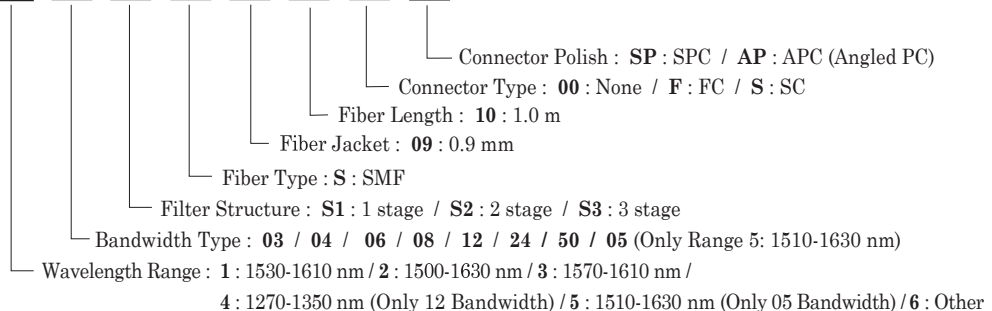 Connector Polish : SP : SPC / AP : APC (Angled PC)
Connector Type : 00 : None / F : FC / S : SC
Fiber Length : 10 : 1.0 m
Fiber Jacket : 09 : 0.9 mm
Fiber Type : S : SMF
Filter Structure : S1 : 1 stage / S2 : 2 stage / S3 : 3 stage
Bandwidth Type : 03 / 04 / 06 / 08 / 12 / 24 / 50 / 05 (Only Range 5: 1510-1630 nm)
Wavelength Range : 1 : 1530-1610 nm / 2 : 1500-1630 nm / 3 : 1570-1610 nm /
4 : 1270-1350 nm (Only 12 Bandwidth) / 5 : 1510-1630 nm (Only 05 Bandwidth) / 6 : Other